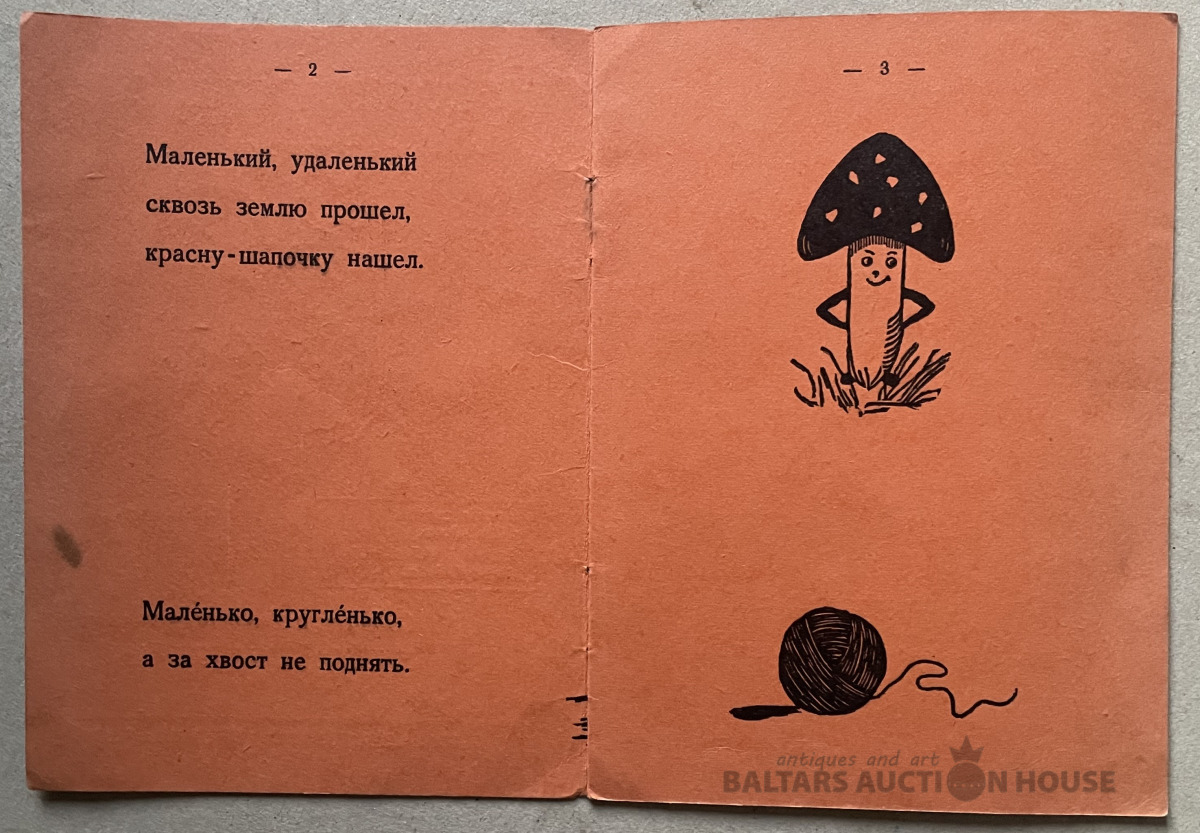 — 2 —
Маленький, удаленький
сквозь землю прошел,
красну-шапочку нашел.
Мале́нько, кругле́нько,
а за хвост не поднять.
— 3 —
antiques and art
BALTARS AUCTION HOUSE